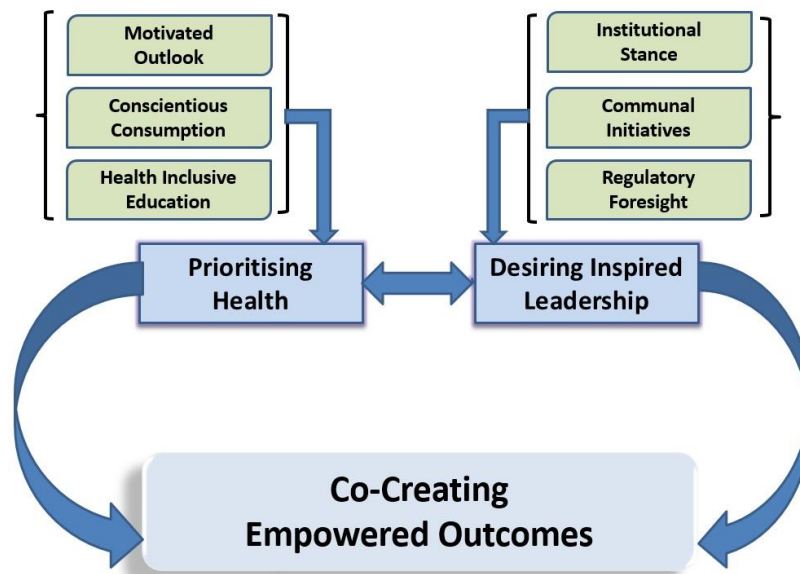 Motivated
Outlook
Conscientious
Consumption
Health Inclusive
Education
Institutional
Stance
Communal
Initiatives
Regulatory
Foresight
Prioritising
Health
Desiring Inspired
Leadership
Co-Creating
Empowered Outcomes